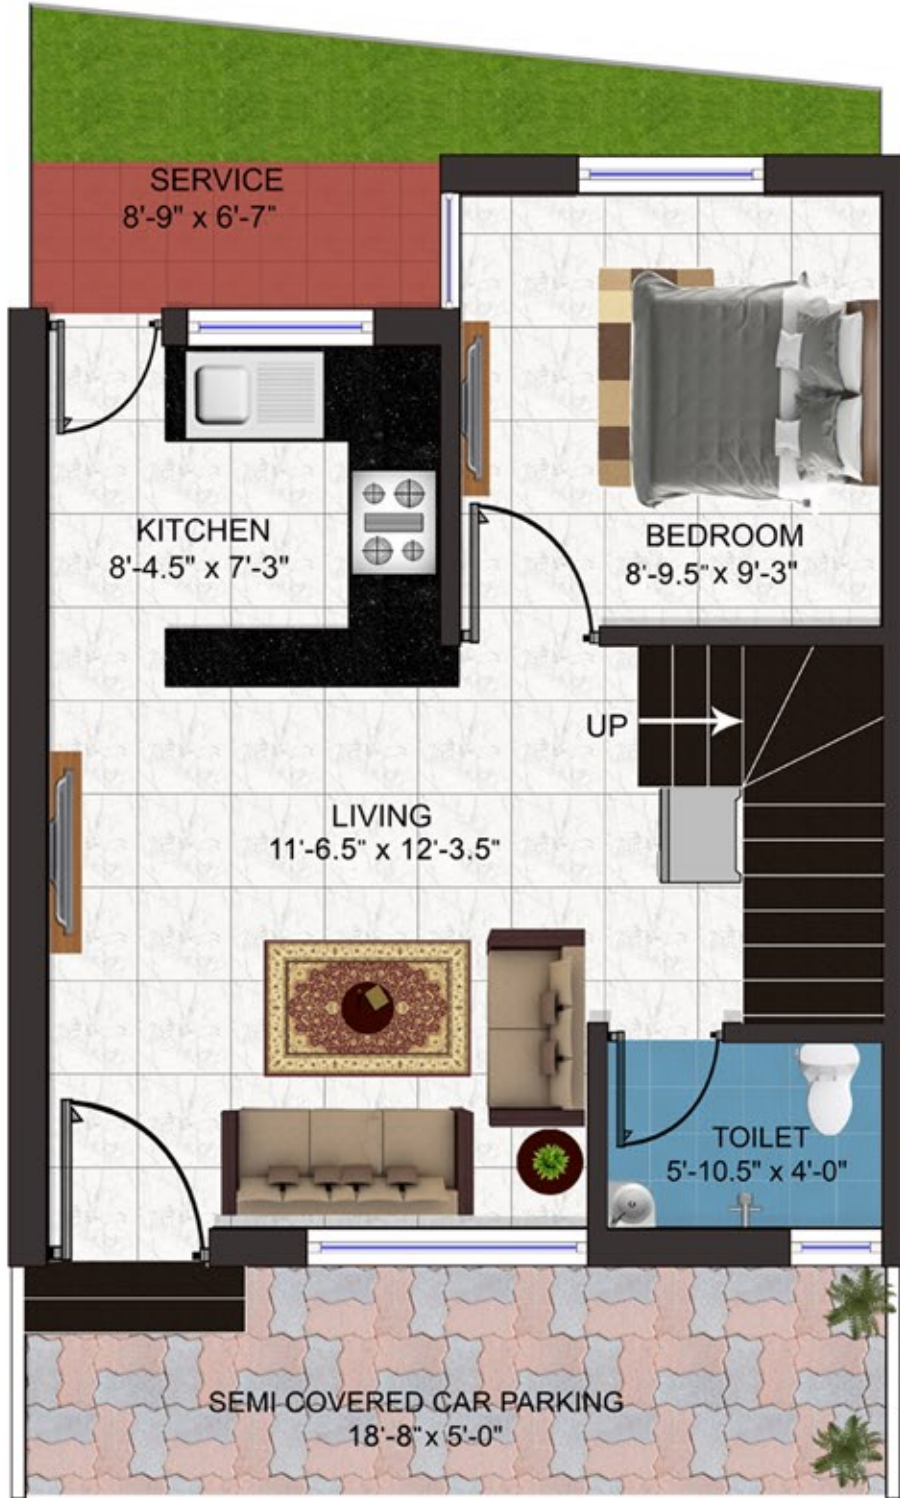 SERVICE
8'-9" x 6'-7"
KITCHEN
8'-4.5" x 7'-3"
BEDROOM
8'-9.5" x 9'-3"
UP
LIVING
11'-6.5" x 12'-3.5"
TOILET
5'-10.5" x 4'-0"
SEMI COVERED CAR PARKING
18'-8" x 5'-0"